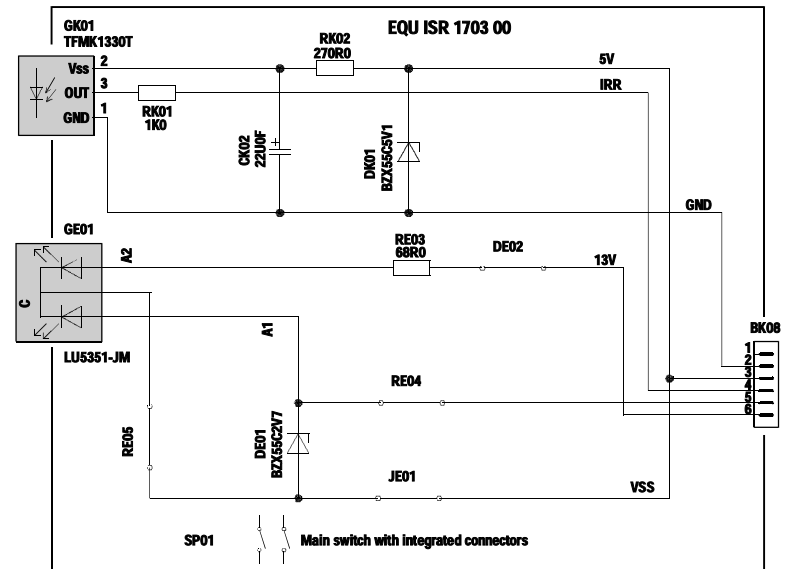 EQU ISR 1703 00
GK01
TFMK1330T
Vss 2
OUT 3
GND 1
RK01
1K0
RK02
270R0
5V
IRR
CK02
22U0F
+
DK01
BZX55C5V1
GND
GE01
C
LU5351-JM
A2
RE03
68R0
DE02
13V
A1
BK08
1
2
3
4
5
6
RE04
RE05
DE01
BZX55C2V7
JE01
VSS
SP01
Main switch with integrated connectors